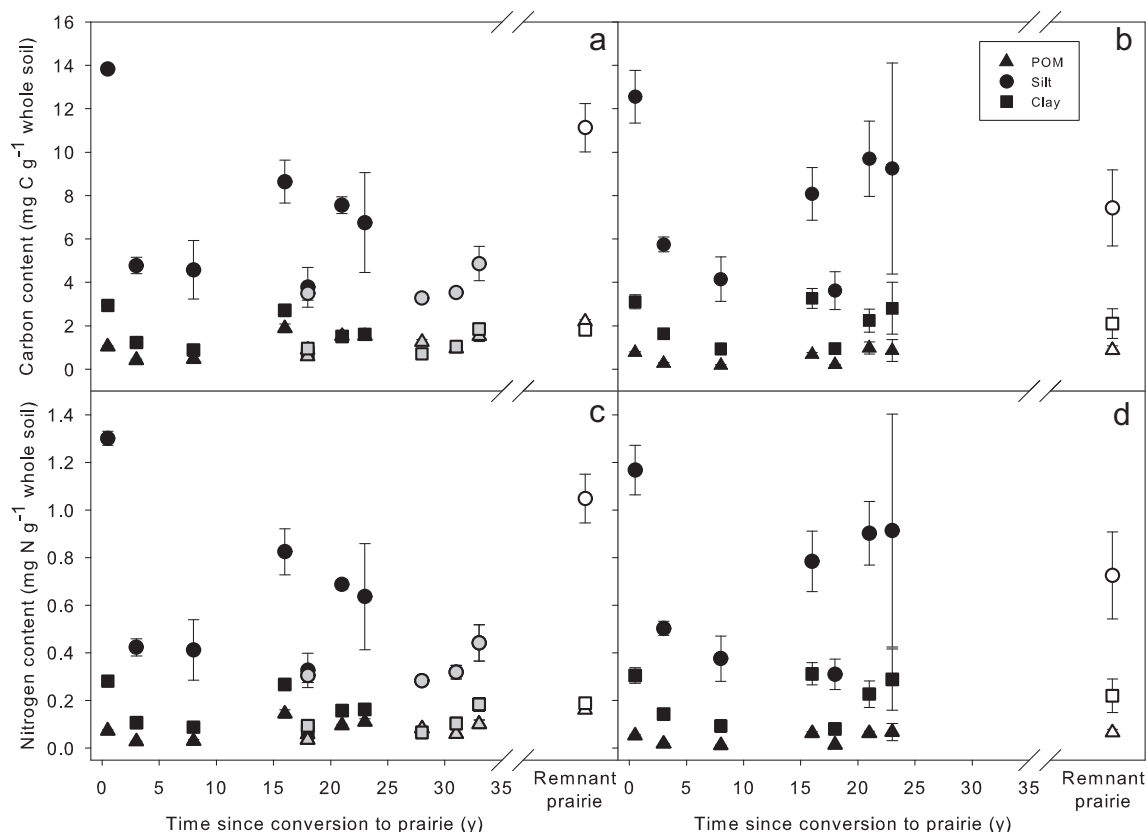 a
b
POM
Silt
Clay
Carbon content (mg C g⁻¹ whole soil)
16
14
12
10
8
6
4
2
0
c
d
Nitrogen content (mg N g⁻¹ whole soil)
1.4
1.2
1.0
0.8
0.6
0.4
0.2
0.0
0 5 10 15 20 25 30 35 Remnant prairie
0 5 10 15 20 25 30 35 Remnant prairie
Time since conversion to prairie (y)
Time since conversion to prairie (y)